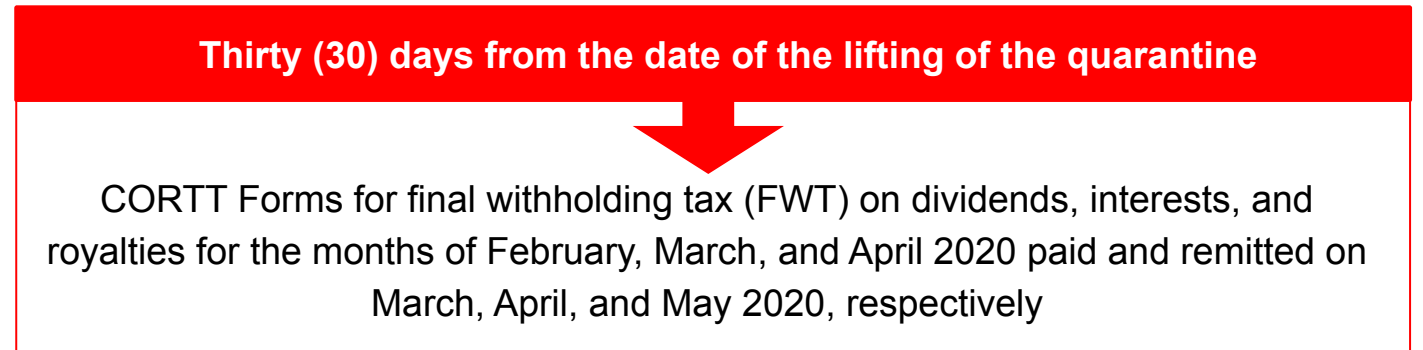 Thirty (30) days from the date of the lifting of the quarantine
CORTT Forms for final withholding tax (FWT) on dividends, interests, and
royalties for the months of February, March, and April 2020 paid and remitted on
March, April, and May 2020, respectively